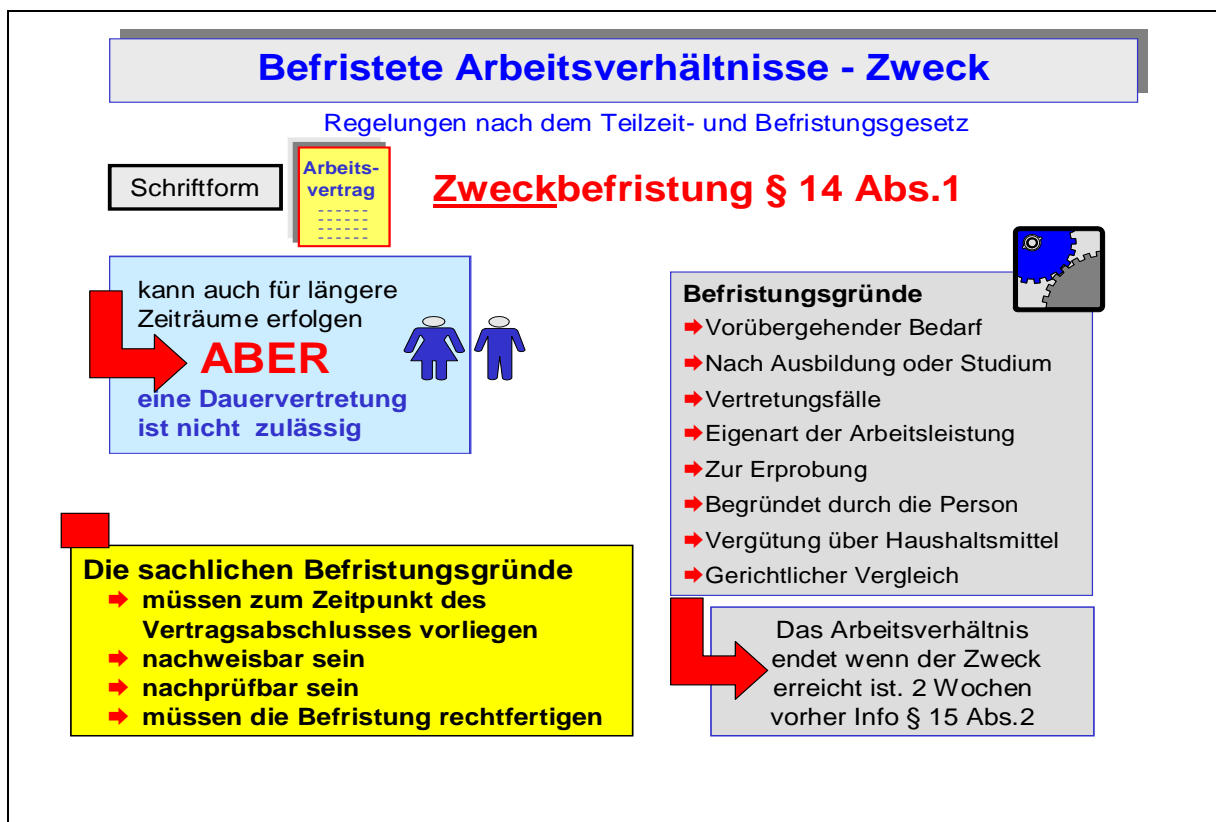 Befristete Arbeitsverhältnisse - Zweck
Regelungen nach dem Teilzeit- und Befristungsgesetz
Schriftform
Arbeits-
vertrag
Zweckbefristung § 14 Abs.1
kann auch für längere
Zeiträume erfolgen
ABER
eine Dauervertretung
ist nicht zulässig
Befristungsgründe
Vorübergehender Bedarf
Nach Ausbildung oder Studium
Vertretungsfälle
Eigenart der Arbeitsleistung
Zur Erprobung
Begründet durch die Person
Vergütung über Haushaltsmittel
Gerichtlicher Vergleich
Die sachlichen Befristungsgründe
müssen zum Zeitpunkt des
Vertragsabschlusses vorliegen
nachweisbar sein
nachprüfbar sein
müssen die Befristung rechtfertigen
Das Arbeitsverhältnis
endet wenn der Zweck
erreicht ist. 2 Wochen
vorher Info § 15 Abs.2